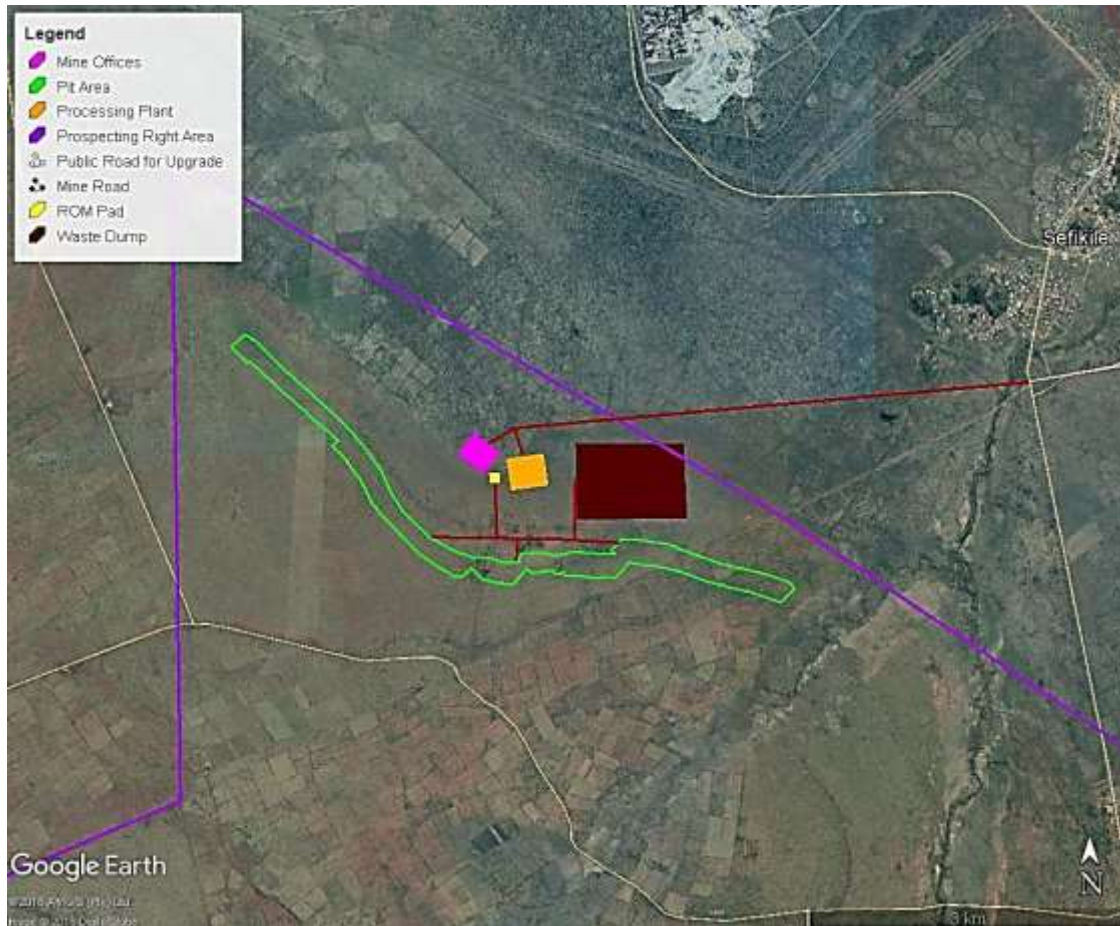 Legend
Mine Offices
Pit Area
Processing Plant
Prospecting Right Area
Public Road for Upgrade
Mine Road
ROM Pad
Waste Dump
Sefikile
Google Earth
N
3 km